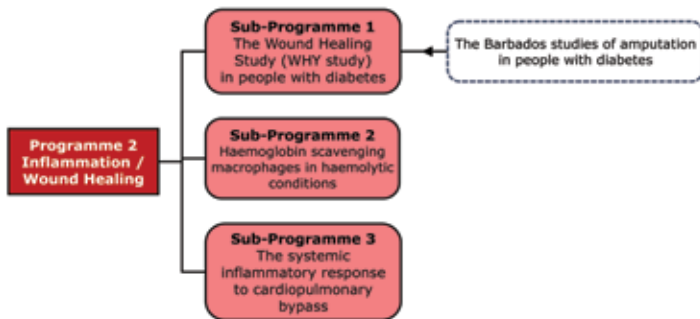 Sub-Programme 1
The Wound Healing
Study (WHY study)
in people with diabetes
The Barbados studies of amputation
in people with diabetes
Programme 2
Inflammation /
Wound Healing
Sub-Programme 2
Haemoglobin scavenging
macrophages in haemolytic
conditions
Sub-Programme 3
The systemic
inflammatory response
to cardiopulmonary
bypass